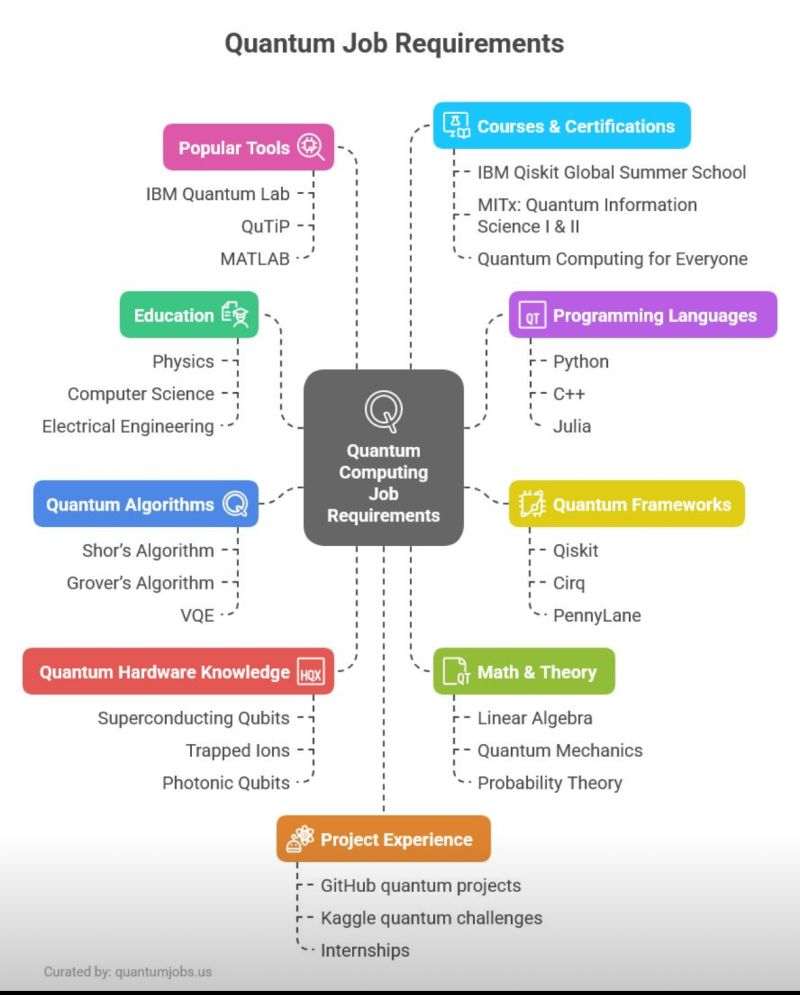 Quantum Job Requirements
Popular Tools
IBM Quantum Lab
QuTiP
MATLAB
Courses & Certifications
IBM Qiskit Global Summer School
MITx: Quantum Information
Science I & II
Quantum Computing for Everyone
Education
Physics
Computer Science
Electrical Engineering
QT
Programming Languages
Python
C++
Julia
Quantum
Computing
Job
Requirements
Quantum Algorithms
Shor’s Algorithm
Grover’s Algorithm
VQE
Quantum Frameworks
Qiskit
Cirq
PennyLane
Quantum Hardware Knowledge
HQX
Superconducting Qubits
Trapped Ions
Photonic Qubits
QT
Math & Theory
Linear Algebra
Quantum Mechanics
Probability Theory
Project Experience
GitHub quantum projects
Kaggle quantum challenges
Internships
Curated by: quantumjobs.us